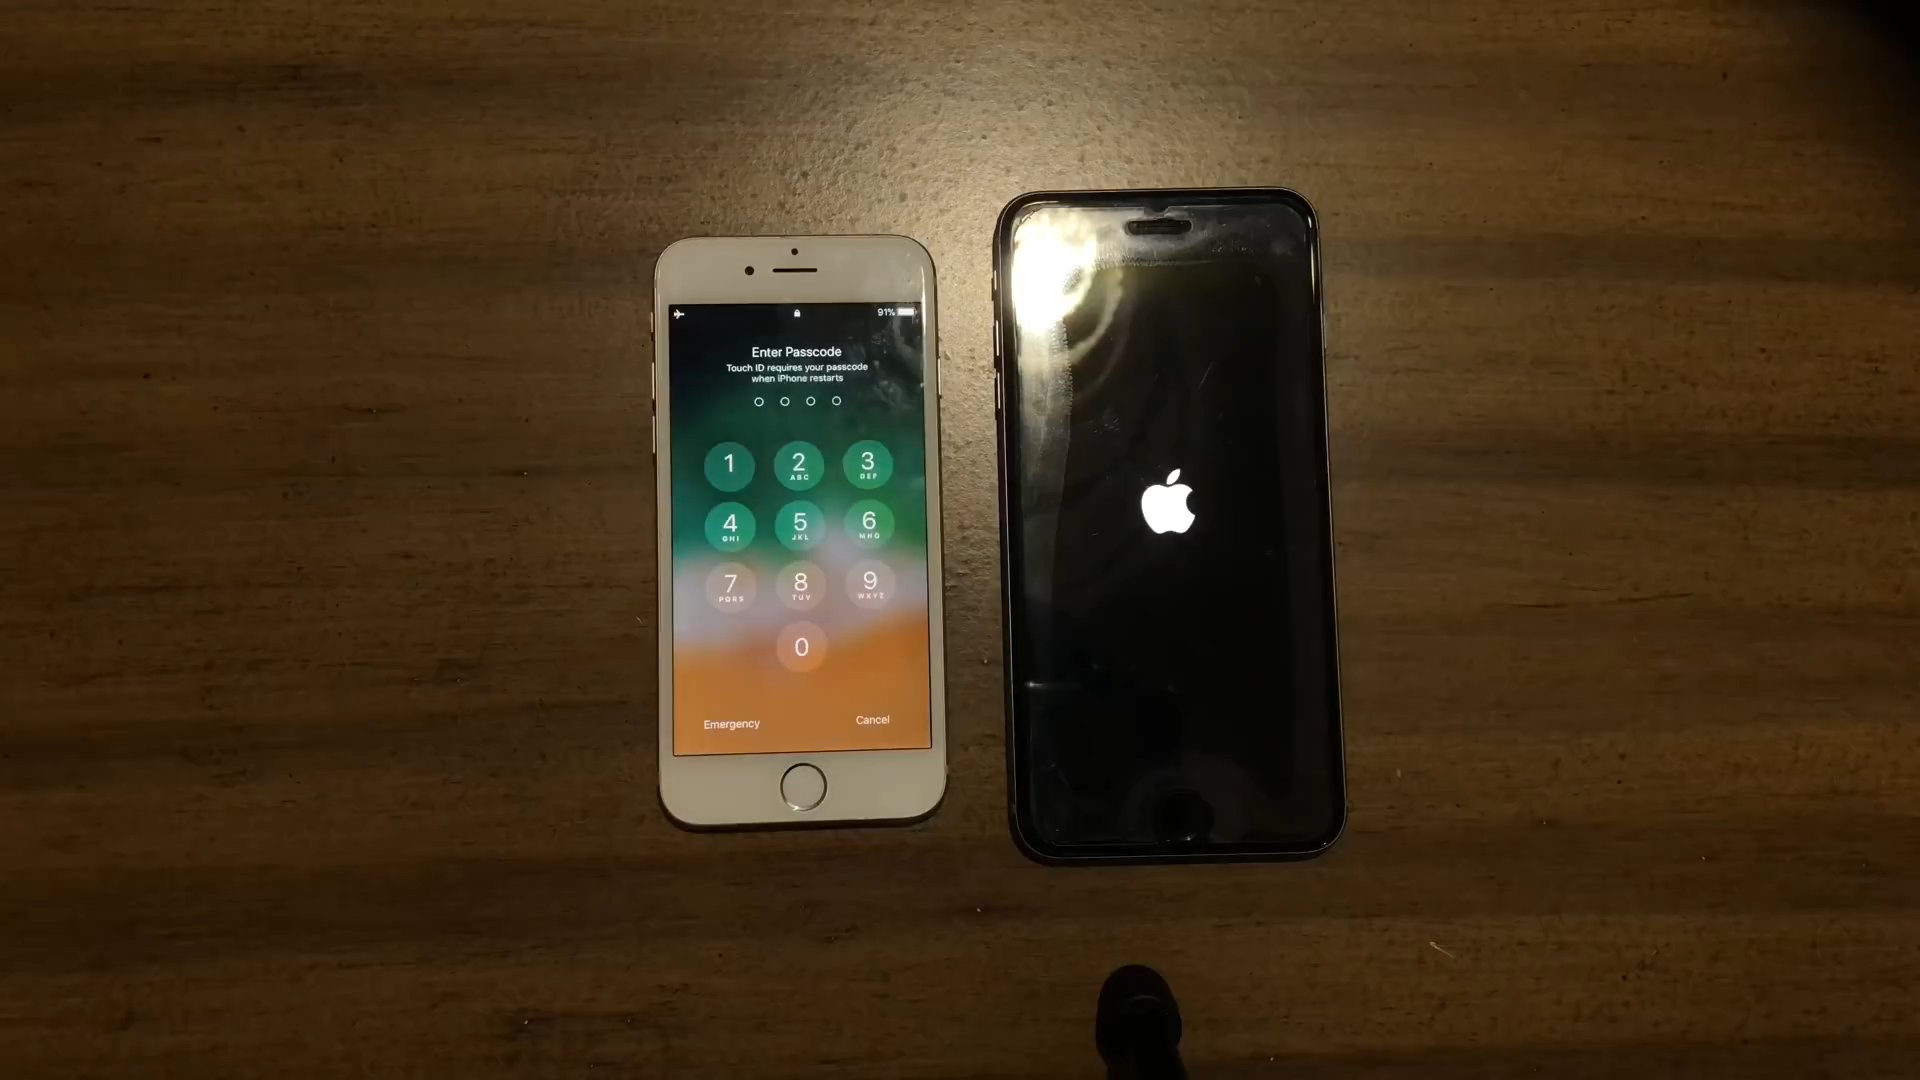 91%
Enter Passcode
Touch ID requires your passcode
when iPhone restarts
1 2 3
ABC DEF
4 5 6
GHI JKL MNO
7 8 9
PQRS TUV WXYZ
0
Emergency Cancel